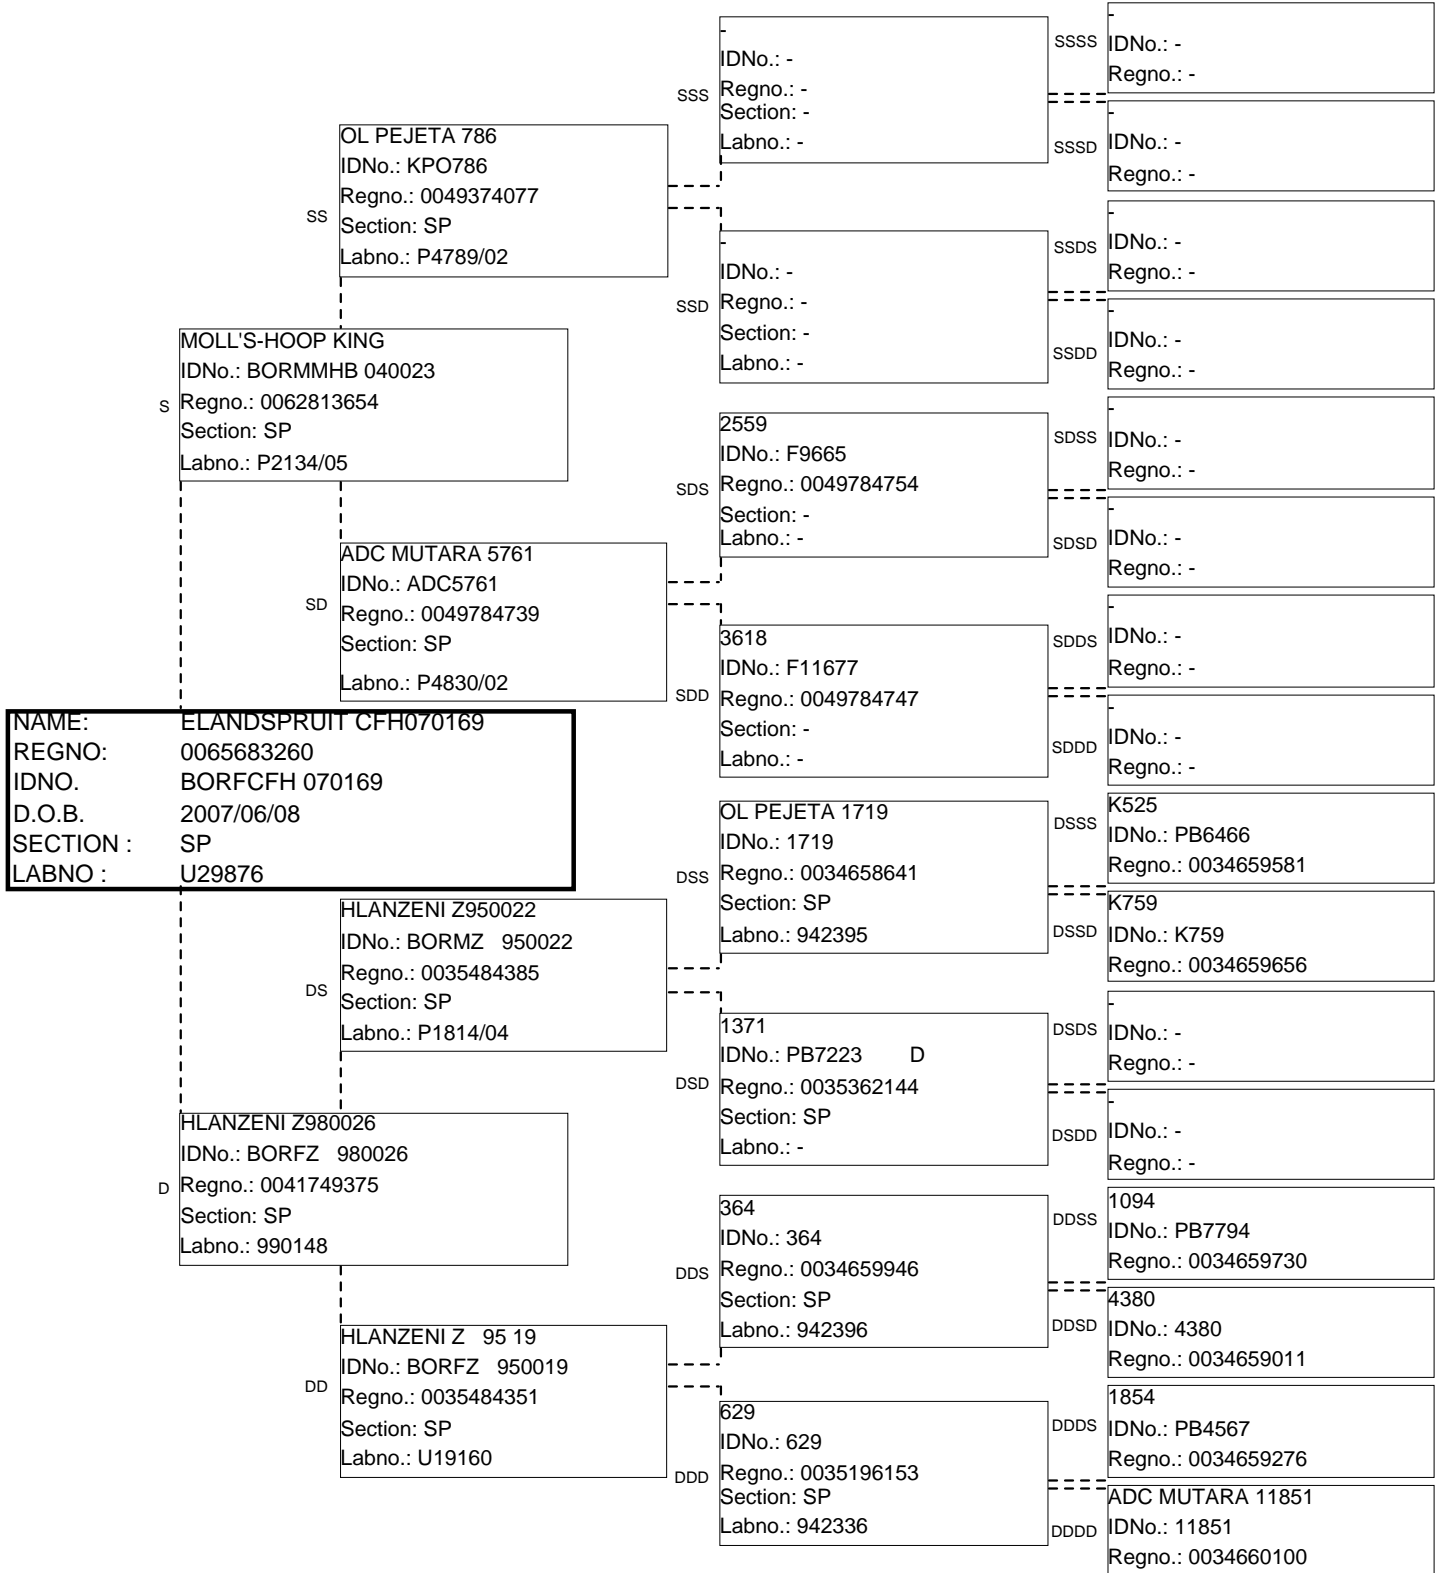 NAME: ELANDSPRUIT CFH070169
REGNO: 0065683260
IDNO. BORFCFH 070169
D.O.B. 2007/06/08
SECTION : SP
LABNO : U29876
S
MOLL'S-HOOP KING
IDNo.: BORMMHB 040023
Regno.: 0062813654
Section: SP
Labno.: P2134/05
D
HLANZENI Z980026
IDNo.: BORFZ 980026
Regno.: 0041749375
Section: SP
Labno.: 990148
SS
OL PEJETA 786
IDNo.: KPO786
Regno.: 0049374077
Section: SP
Labno.: P4789/02
SD
ADC MUTARA 5761
IDNo.: ADC5761
Regno.: 0049784739
Section: SP
Labno.: P4830/02
DS
HLANZENI Z950022
IDNo.: BORMZ 950022
Regno.: 0035484385
Section: SP
Labno.: P1814/04
DD
HLANZENI Z 95 19
IDNo.: BORFZ 950019
Regno.: 0035484351
Section: SP
Labno.: U19160
SSS
-
IDNo.: -
Regno.: -
Section: -
Labno.: -
SSD
-
IDNo.: -
Regno.: -
Section: -
Labno.: -
SDS
2559
IDNo.: F9665
Regno.: 0049784754
Section: -
Labno.: -
SDD
3618
IDNo.: F11677
Regno.: 0049784747
Section: -
Labno.: -
DSS
OL PEJETA 1719
IDNo.: 1719
Regno.: 0034658641
Section: SP
Labno.: 942395
DSD
1371
IDNo.: PB7223 D
Regno.: 0035362144
Section: SP
Labno.: -
DDS
364
IDNo.: 364
Regno.: 0034659946
Section: SP
Labno.: 942396
DDD
629
IDNo.: 629
Regno.: 0035196153
Section: SP
Labno.: 942336
SSSS
-
IDNo.: -
Regno.: -
SSSD
-
IDNo.: -
Regno.: -
SSDS
-
IDNo.: -
Regno.: -
SSDD
-
IDNo.: -
Regno.: -
SDSS
-
IDNo.: -
Regno.: -
SDSD
-
IDNo.: -
Regno.: -
SDDS
-
IDNo.: -
Regno.: -
SDDD
-
IDNo.: -
Regno.: -
DSSS
K525
IDNo.: PB6466
Regno.: 0034659581
DSSD
K759
IDNo.: K759
Regno.: 0034659656
DSDS
-
IDNo.: -
Regno.: -
DSDD
-
IDNo.: -
Regno.: -
DDSS
1094
IDNo.: PB7794
Regno.: 0034659730
DDSD
4380
IDNo.: 4380
Regno.: 0034659011
DDDS
1854
IDNo.: PB4567
Regno.: 0034659276
DDDD
ADC MUTARA 11851
IDNo.: 11851
Regno.: 0034660100